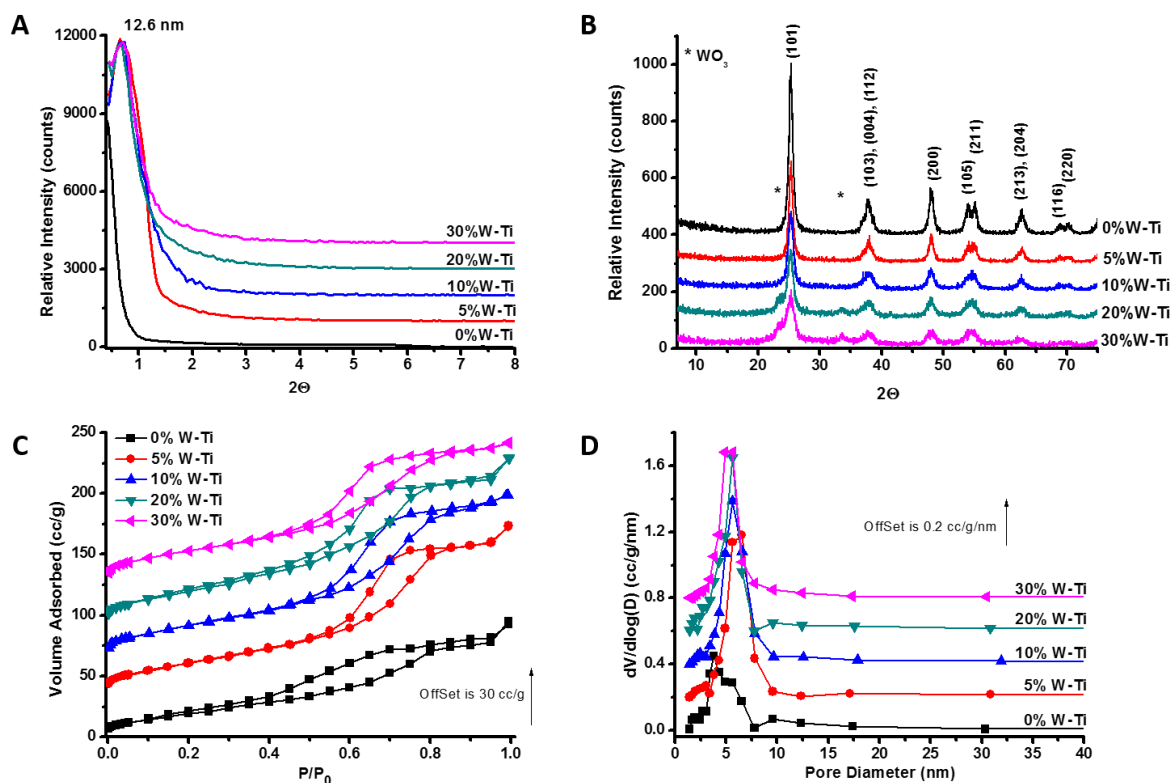 A
12.6 nm
12000
9000
6000
3000
0
Relative Intensity (counts)
30%W-Ti
20%W-Ti
10%W-Ti
5%W-Ti
0%W-Ti
1 2 3 4 5 6 7 8
2Θ
B
* WO3
1000
800
600
400
200
0
Relative Intensity (counts)
(101)
(103), (004), (112)
(200)
(105)
(211)
(213), (204)
(116)
(220)
*
*
0%W-Ti
5%W-Ti
10%W-Ti
20%W-Ti
30%W-Ti
10 20 30 40 50 60 70
2Θ
C
250
200
150
100
50
0
Volume Adsorbed (cc/g)
0% W-Ti
5% W-Ti
10% W-Ti
20% W-Ti
30% W-Ti
OffSet is 30 cc/g
0.0 0.2 0.4 0.6 0.8 1.0
P/P0
D
1.6
1.2
0.8
0.4
0.0
dV/dlog(D) (cc/g/nm)
OffSet is 0.2 cc/g/nm
30% W-Ti
20% W-Ti
10% W-Ti
5% W-Ti
0% W-Ti
0 5 10 15 20 25 30 35 40
Pore Diameter (nm)